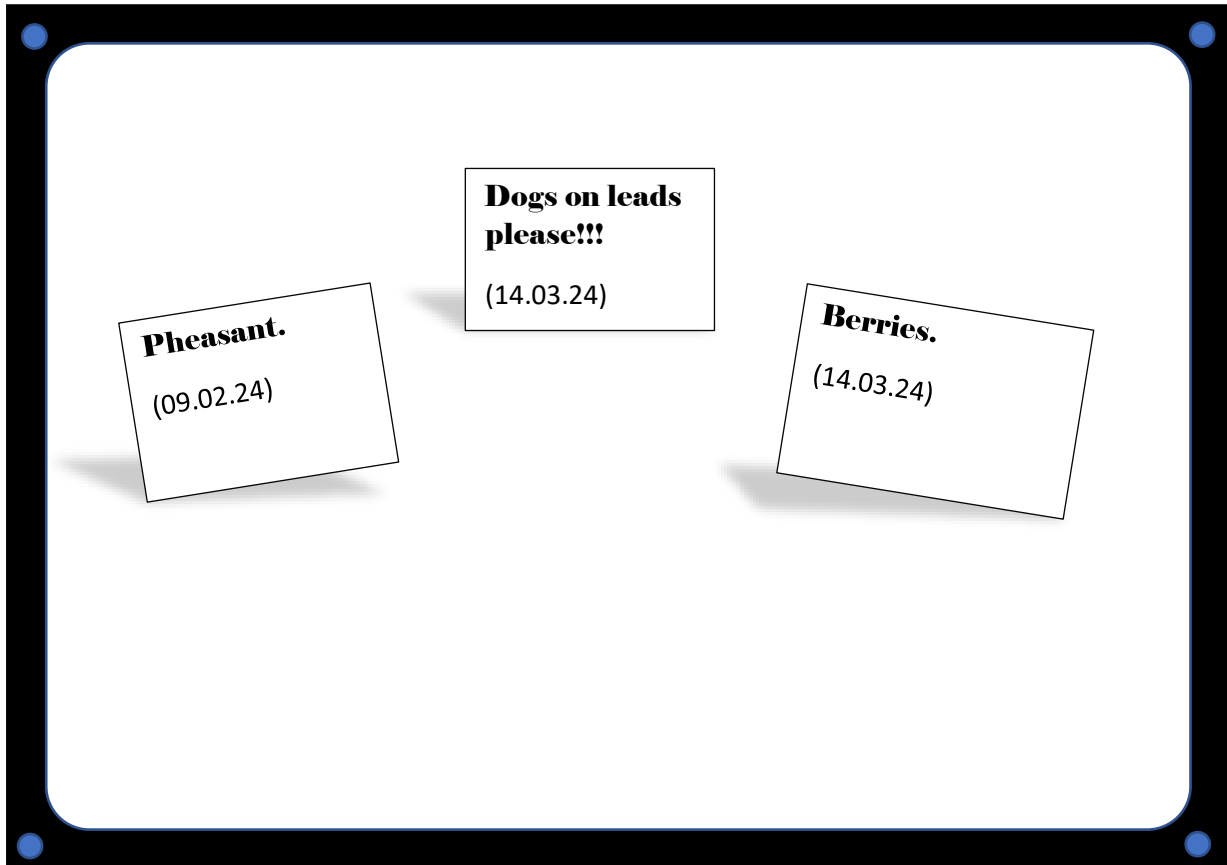 Dogs on leads
please!!!
(14.03.24)
Pheasant.
(09.02.24)
Berries.
(14.03.24)